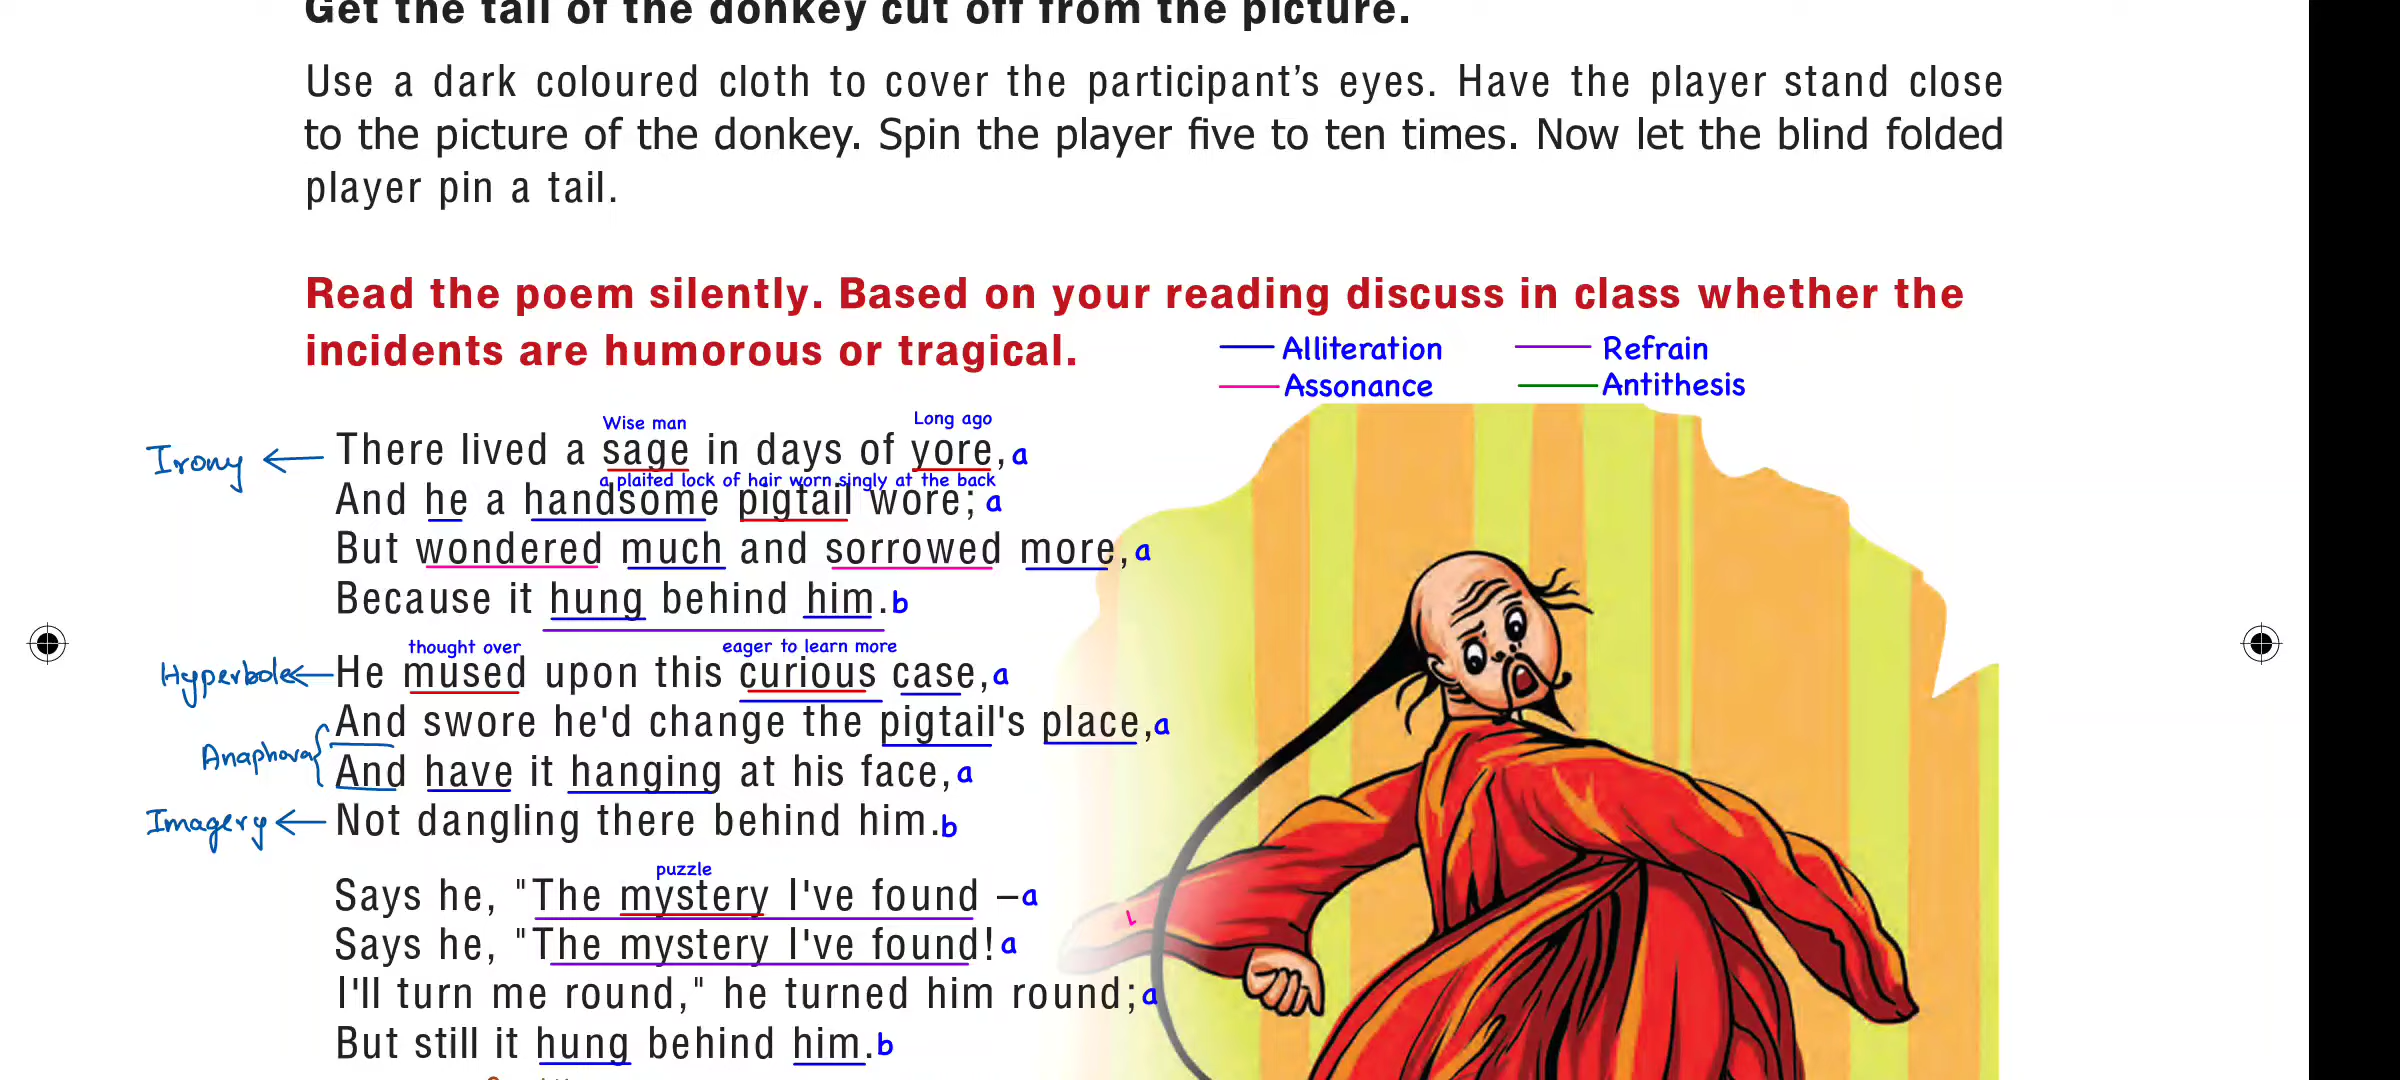 Get the tail of the donkey cut off from the picture.
Use a dark coloured cloth to cover the participant's eyes. Have the player stand close
to the picture of the donkey. Spin the player five to ten times. Now let the blind folded
player pin a tail.
Read the poem silently. Based on your reading discuss in class whether the
incidents are humorous or tragical.
Alliteration Refrain
Assonance Antithesis
Wise man Long ago
Irony There lived a sage in days of yore, a
a plaited lock of hair worn singly at the back
And he a handsome pigtail wore; a
But wondered much and sorrowed more, a
Because it hung behind him. b
thought over eager to learn more
Hyperbole He mused upon this curious case, a
And swore he'd change the pigtail's place, a
Anaphora
And have it hanging at his face, a
Imagery Not dangling there behind him. b
puzzle
Says he, "The mystery I've found – a
Says he, "The mystery I've found! a
I'll turn me round," he turned him round; a
But still it hung behind him. b